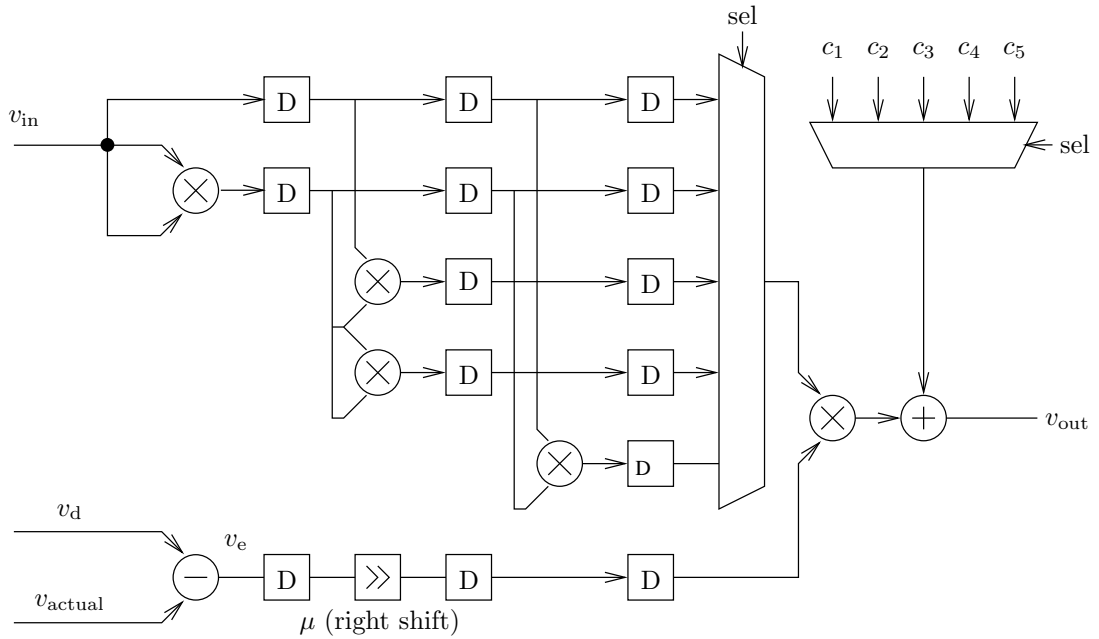 sel
c1 c2 c3 c4 c5
D D D
vin
sel
D D D
D D
D D
vout
D
vd
ve
D >> D D
vactual
μ (right shift)